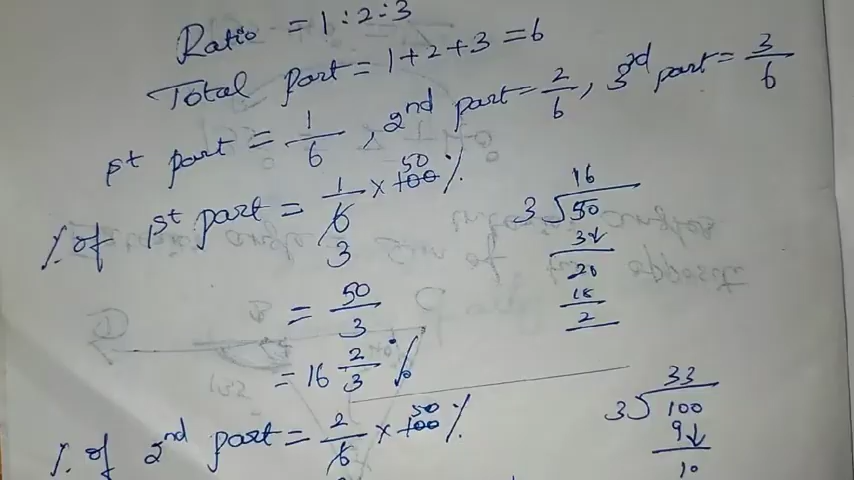 Ratio = 1 : 2 : 3
Total part = 1 + 2 + 3 = 6
1st part = 1/6 , 2nd part = 2/6 , 3rd part = 3/6
% of 1st part = 1/6 × 100 %
50
3
= 50/3
= 16 2/3 %
16
3 50
3↓
20
18
2
% of 2nd part = 2/6 × 100 %
50
33
3 100
9↓
10